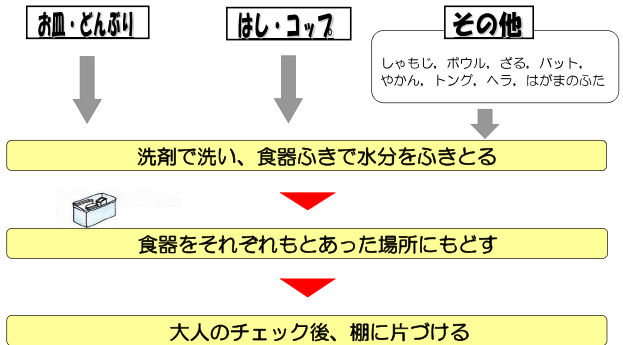 お皿・どんぶり
はし・コップ
その他
しゃもじ，ボウル，ざる，バット，
やかん，トング，ヘラ，はがまのふた
洗剤で洗い、食器ふきで水分をふきとる
食器をそれぞれもとあった場所にもどす
大人のチェック後、棚に片づける